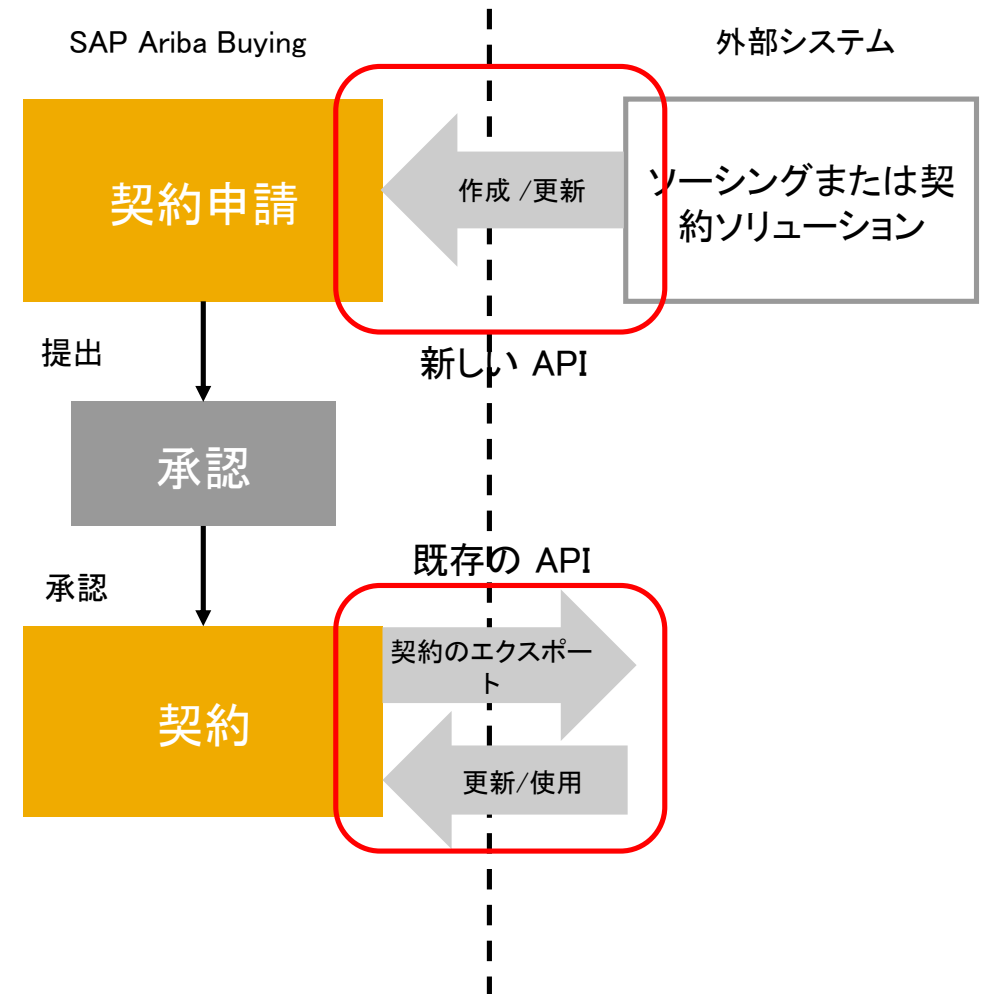 SAP Ariba Buying
外部システム
契約申請
作成 /更新
ソーシングまたは契
約ソリューション
提出
新しい API
承認
既存の API
承認
契約のエクスポー
ト
契約
更新/使用